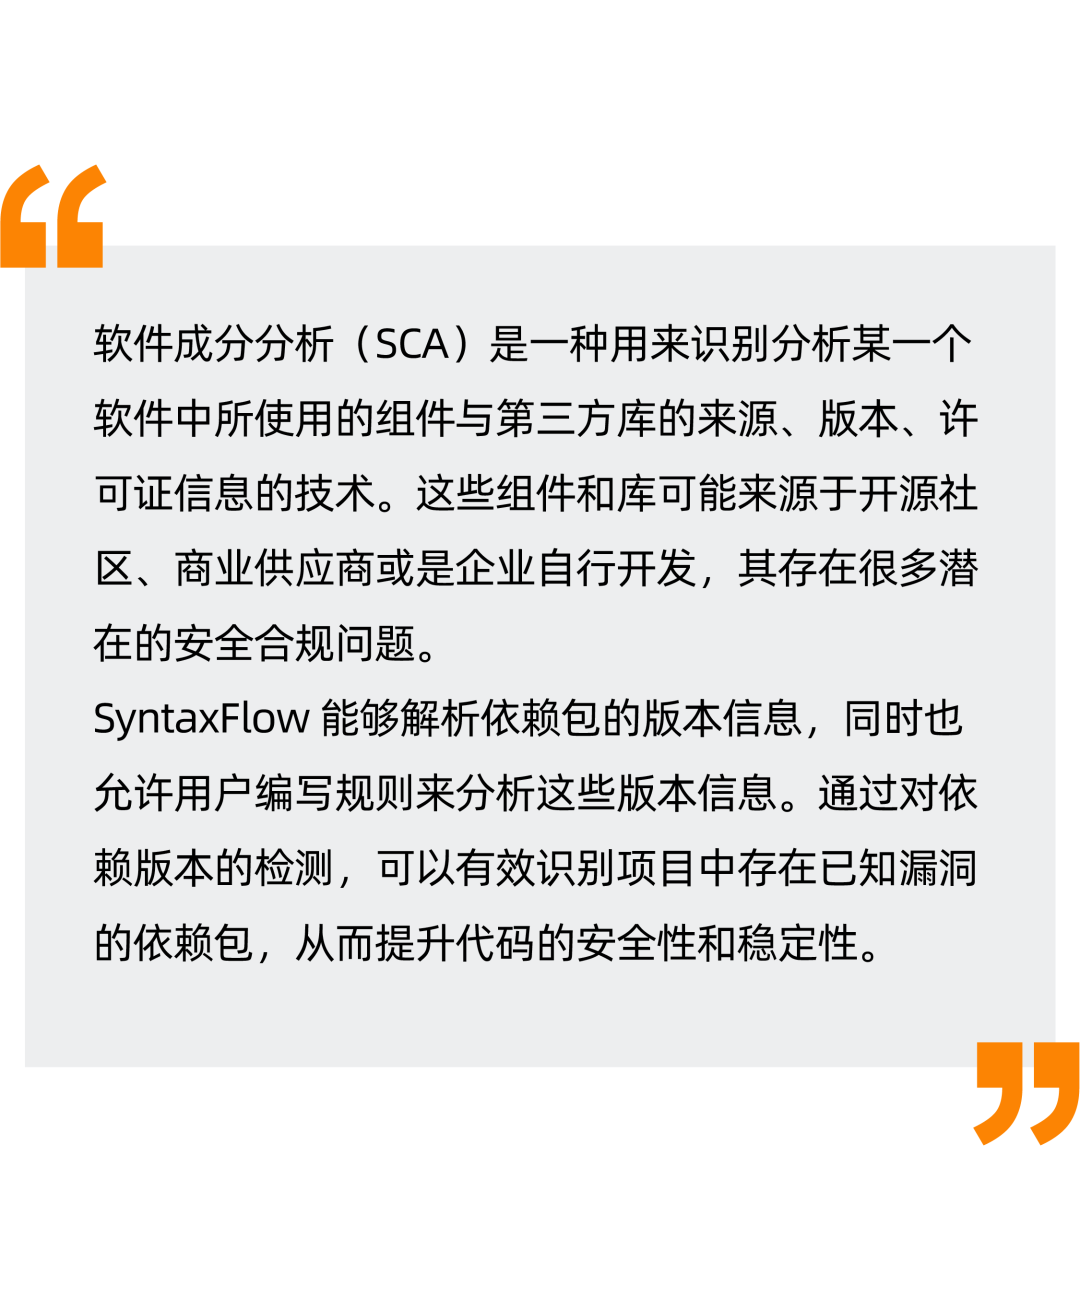 软件成分分析（SCA）是一种用来识别分析某一个
软件中所使用的组件与第三方库的来源、版本、许
可证信息的技术。这些组件和库可能来源于开源社
区、商业供应商或是企业自行开发，其存在很多潜
在的安全合规问题。
SyntaxFlow 能够解析依赖包的版本信息，同时也
允许用户编写规则来分析这些版本信息。通过对依
赖版本的检测，可以有效识别项目中存在已知漏洞
的依赖包，从而提升代码的安全性和稳定性。